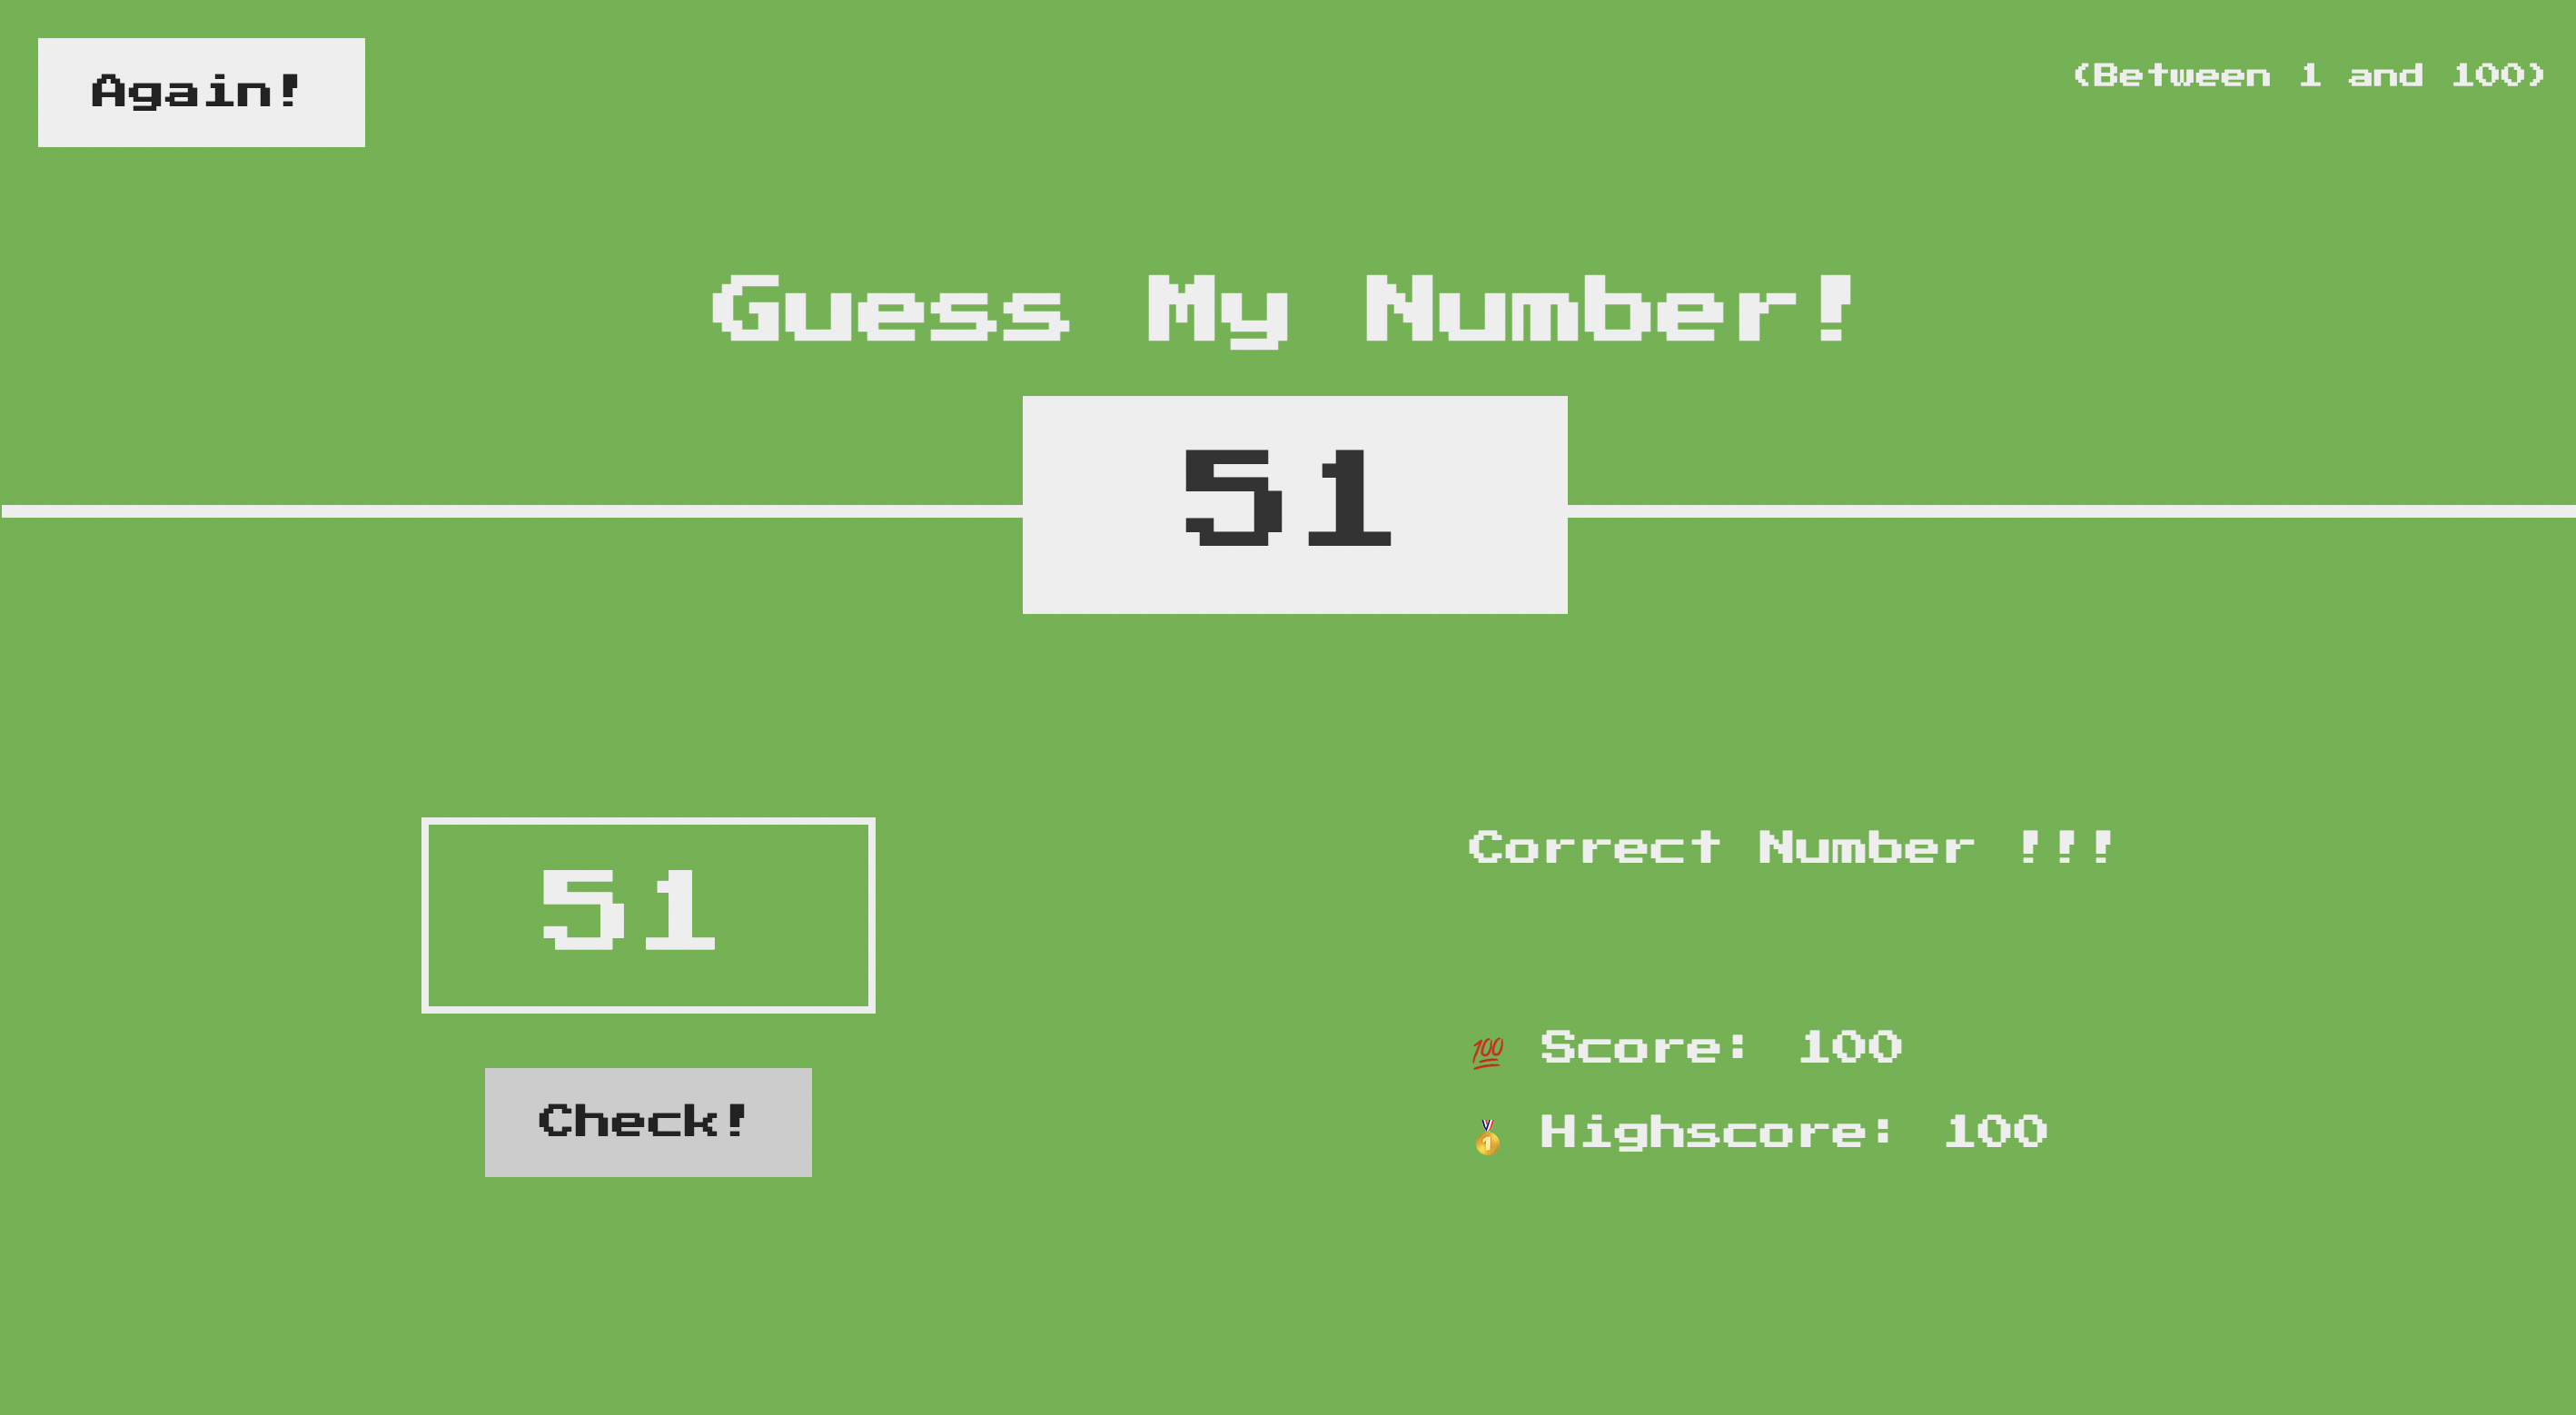 Again!
(Between 1 and 100)
Guess My Number!
51
51
Check!
Correct Number !!!
💯 Score: 100
🥇 Highscore: 100